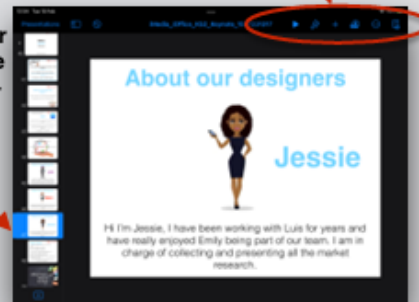 Presentations
About our designers
Jessie
Hi I'm Jessie, I have been working with Luis for years and
have really enjoyed Emily being part of our team. I am in
charge of collecting and presenting all the market
research.